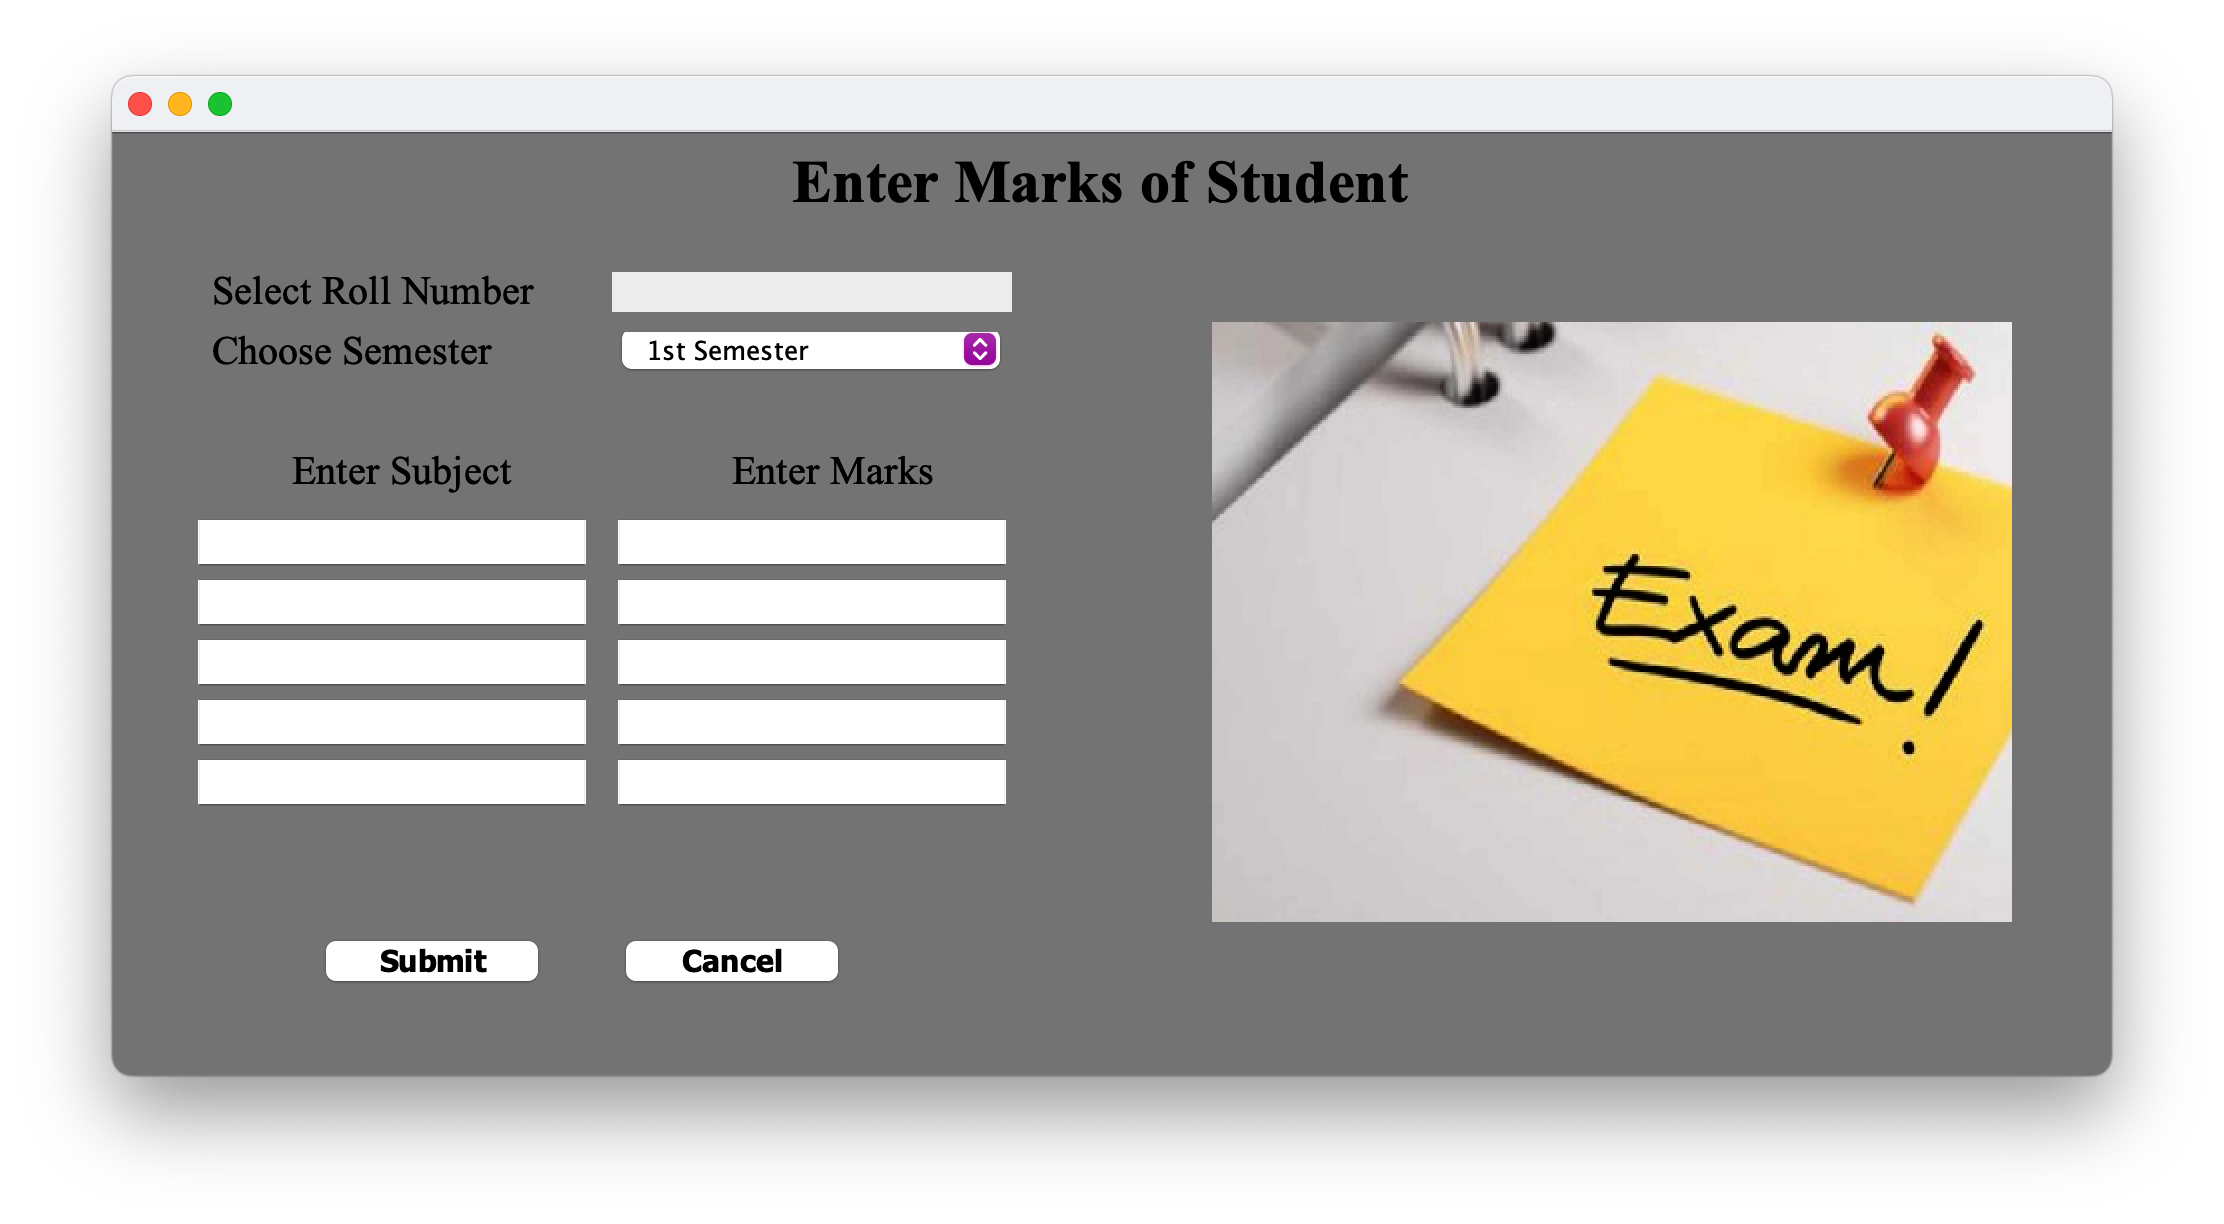 Enter Marks of Student
Select Roll Number
Choose Semester 1st Semester
Enter Subject Enter Marks
Exam!
Submit Cancel